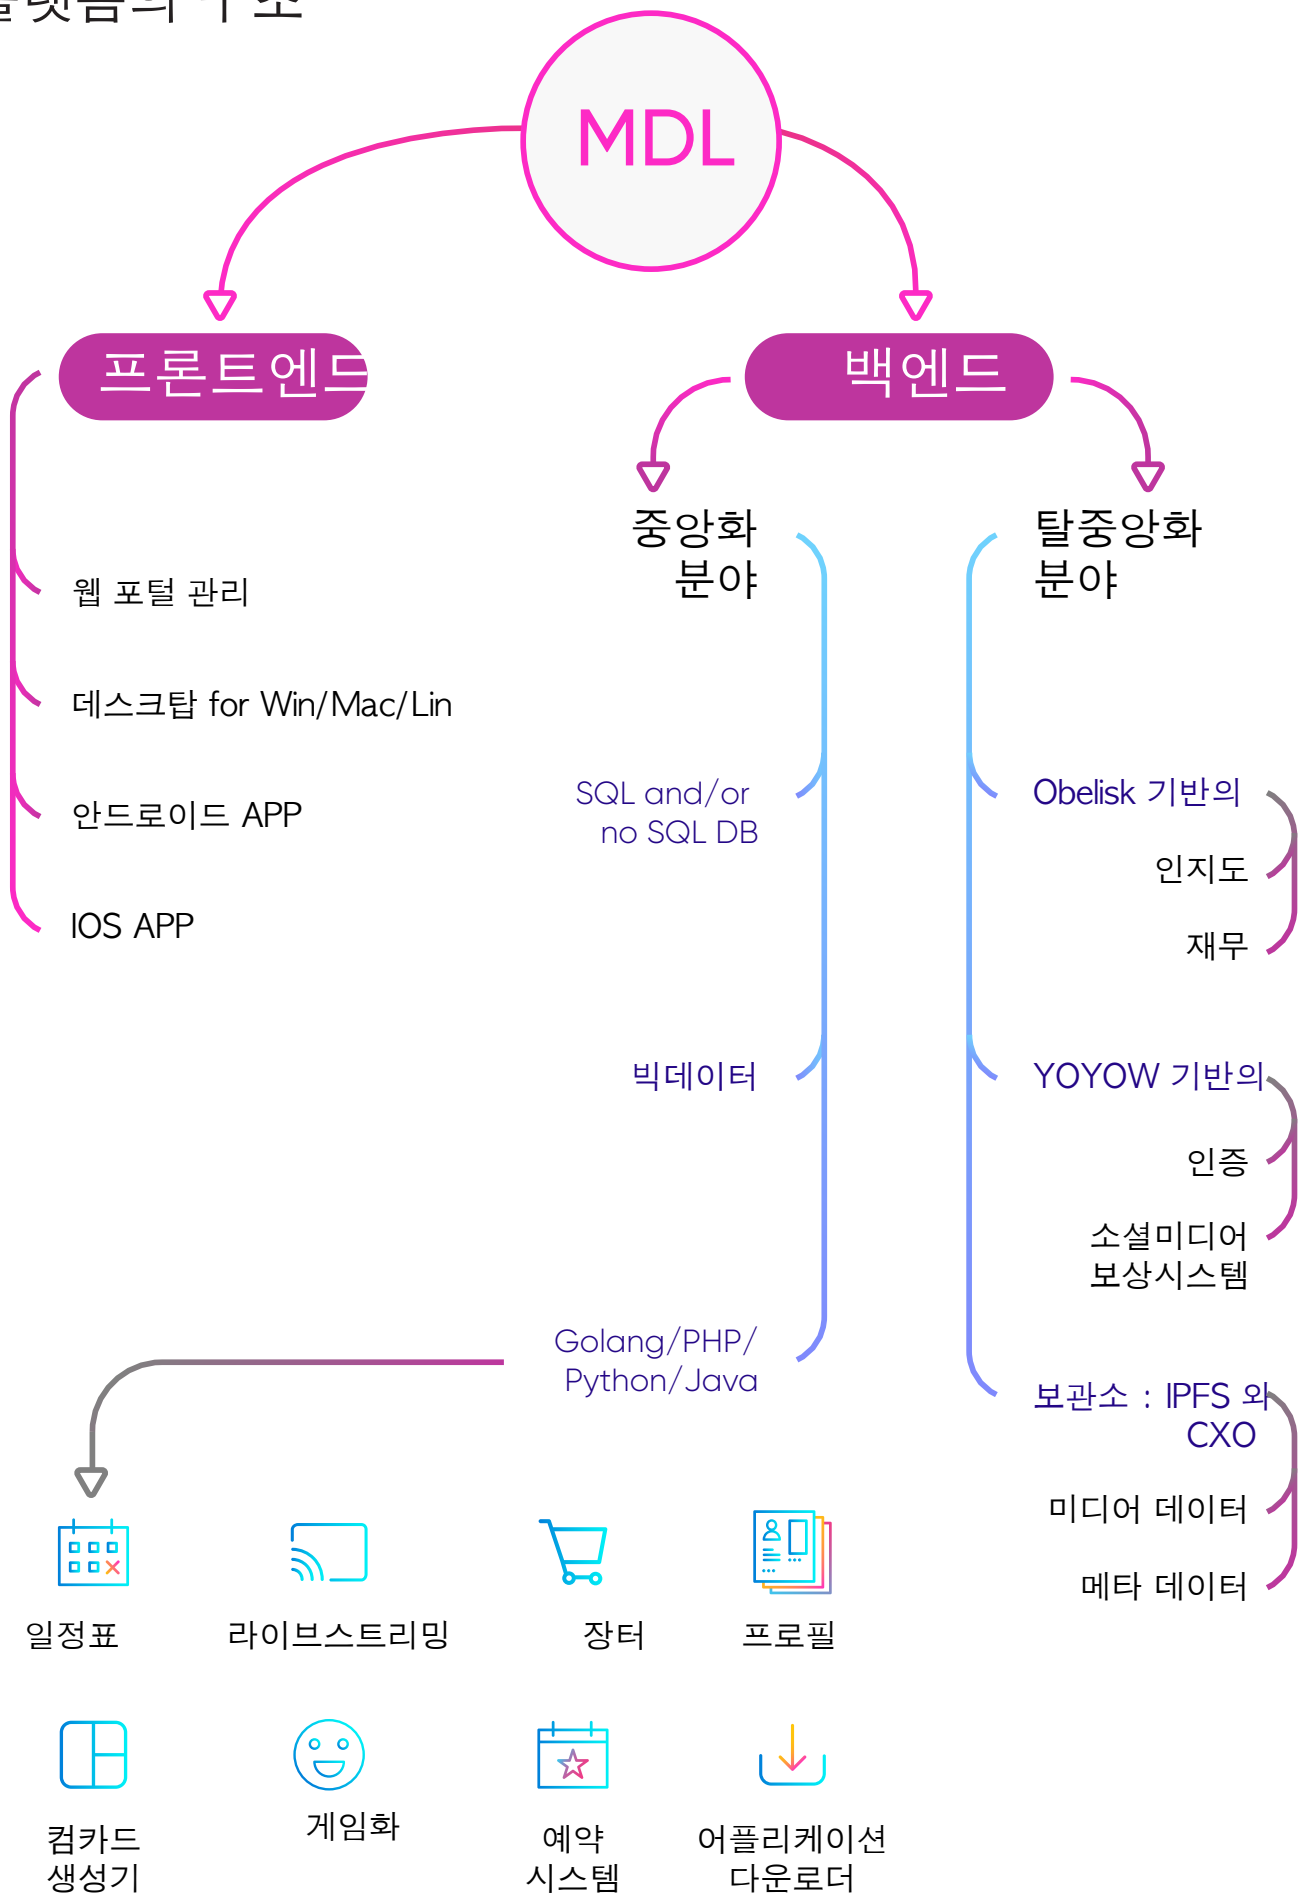 MDL
프론트엔드
웹 포털 관리
데스크탑 for Win/Mac/Lin
안드로이드 APP
IOS APP
백엔드
중앙화
분야
SQL and/or
no SQL DB
빅데이터
Golang/PHP/
Python/Java
탈중앙화
분야
Obelisk 기반의
인지도
재무
YOYOW 기반의
인증
소셜미디어
보상시스템
보관소 : IPFS 와
CXO
미디어 데이터
메타 데이터
일정표
라이브스트리밍
장터
프로필
컴카드
생성기
게임화
예약
시스템
어플리케이션
다운로더